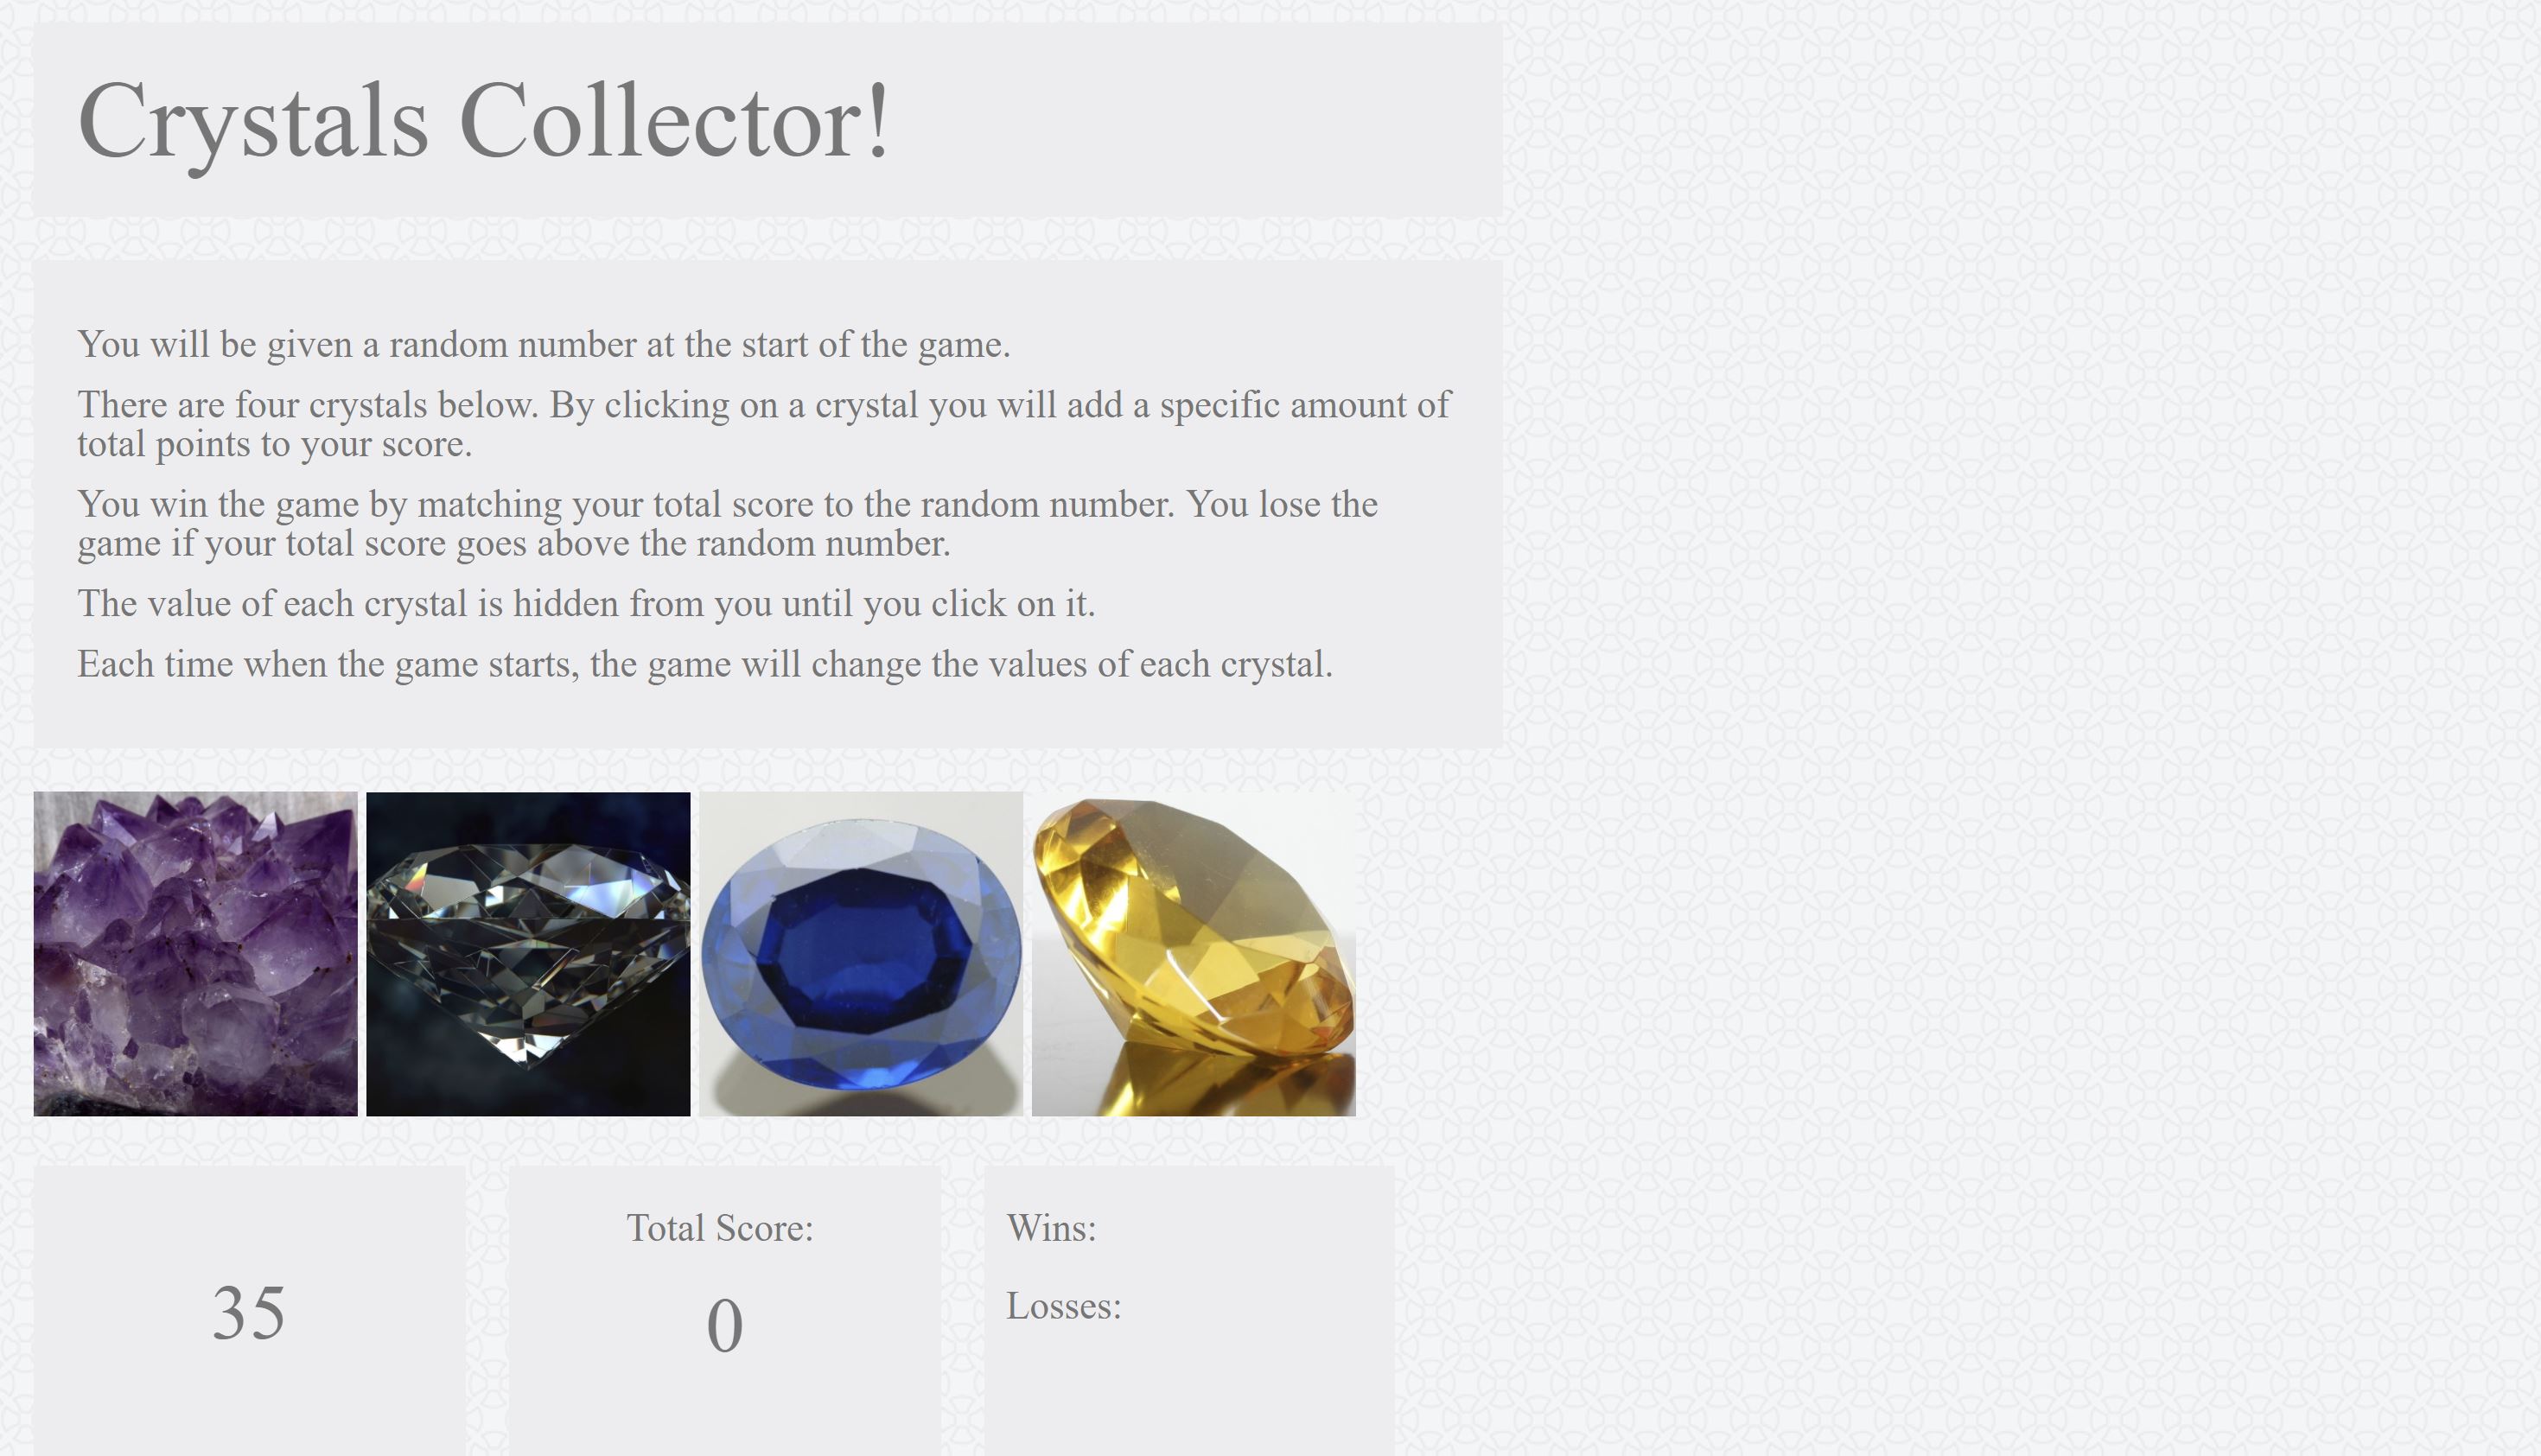 Crystals Collector!
You will be given a random number at the start of the game.
There are four crystals below. By clicking on a crystal you will add a specific amount of
total points to your score.
You win the game by matching your total score to the random number. You lose the
game if your total score goes above the random number.
The value of each crystal is hidden from you until you click on it.
Each time when the game starts, the game will change the values of each crystal.
35
Total Score:
0
Wins:
Losses: